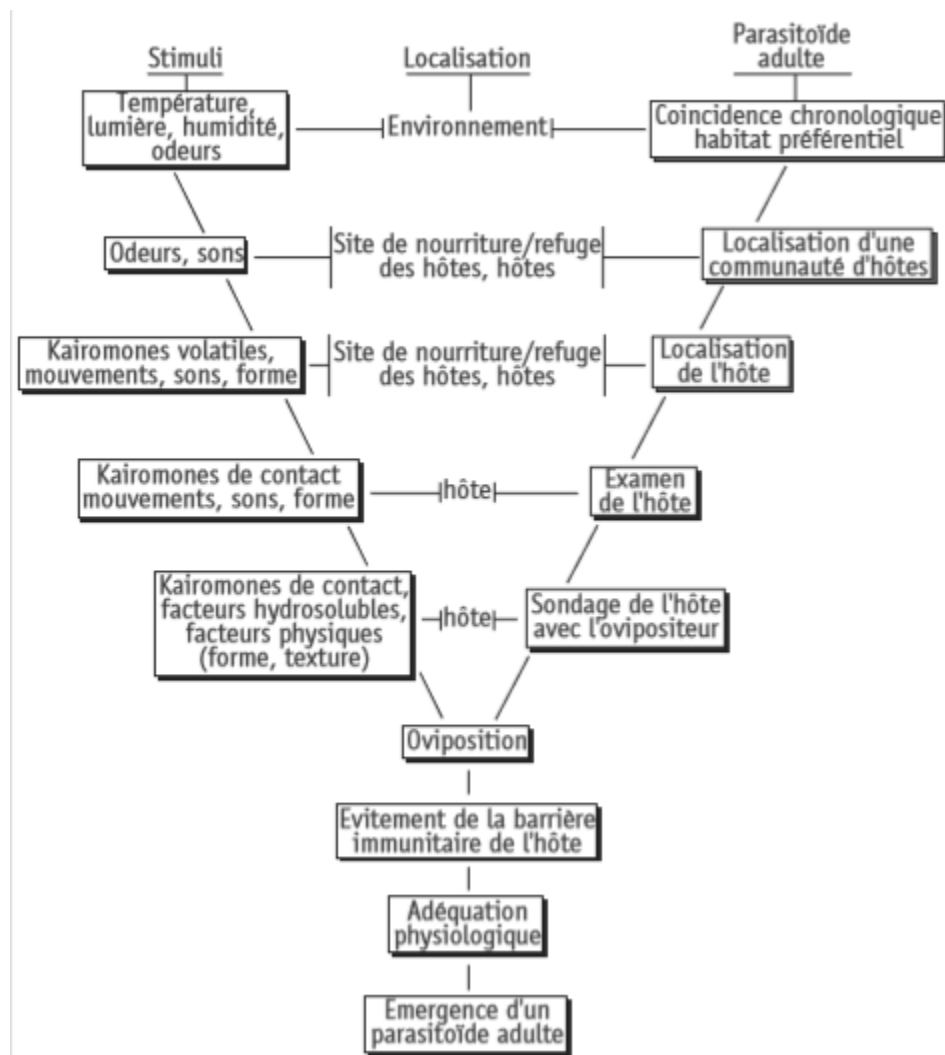 Stimuli
Localisation
Parasitoïde
adulte
Température,
lumière, humidité,
odeurs
Environnement
Coincidence chronologique
habitat préférentiel
Odeurs, sons
Site de nourriture/refuge
des hôtes, hôtes
Localisation d'une
communauté d'hôtes
Kairomones volatiles,
mouvements, sons, forme
Site de nourriture/refuge
des hôtes, hôtes
Localisation
de l'hôte
Kairomones de contact
mouvements, sons, forme
hôte
Examen
de l'hôte
Kairomones de contact,
facteurs hydrosolubles,
facteurs physiques
(forme, texture)
hôte
Sondage de l'hôte
avec l'ovipositeur
Oviposition
Evitement de la barrière
immunitaire de l'hôte
Adéquation
physiologique
Emergence d'un
parasitoïde adulte